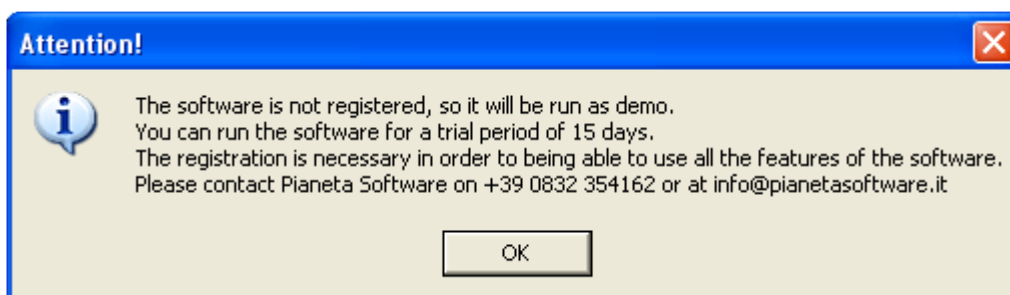 Attention!
The software is not registered, so it will be run as demo.
You can run the software for a trial period of 15 days.
The registration is necessary in order to being able to use all the features of the software.
Please contact Pianeta Software on +39 0832 354162 or at info@pianetasoftware.it
OK